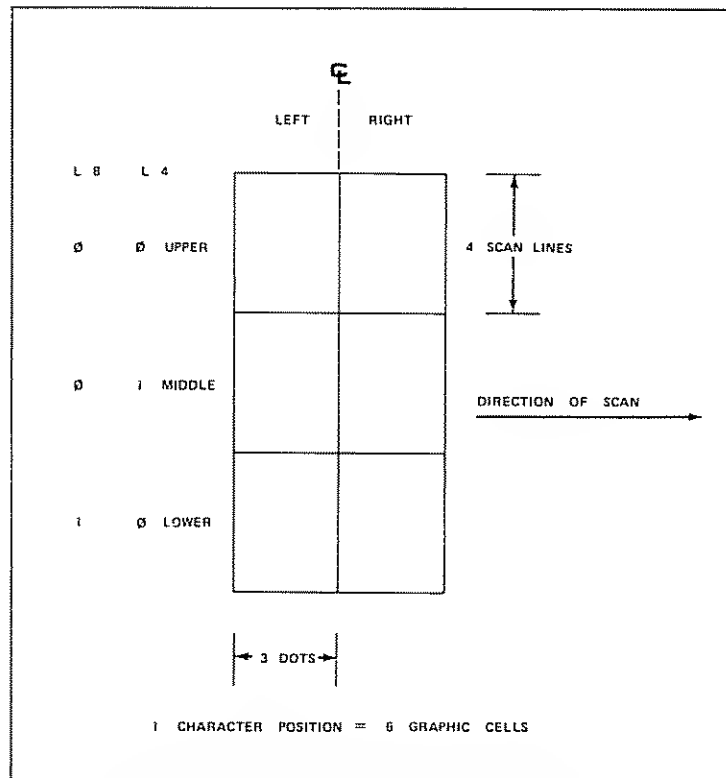 ℄
LEFT RIGHT
L 8 L 4
Ø Ø UPPER 4 SCAN LINES
Ø 1 MIDDLE
DIRECTION OF SCAN
1 Ø LOWER
3 DOTS
1 CHARACTER POSITION = 6 GRAPHIC CELLS